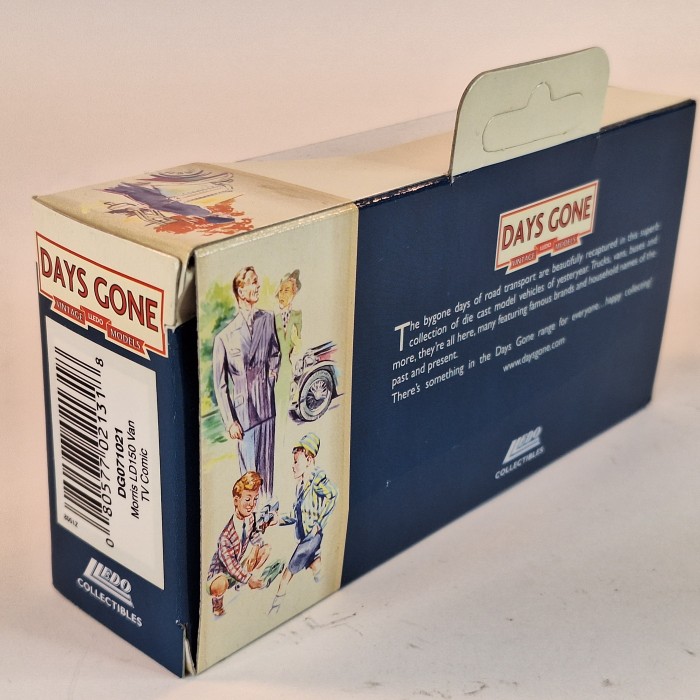 DAYS GONE
VINTAGE LLEDO MODELS
0 80577 02131 8
DG071021
Morris LD150 Van
TV Comic
LLEDO
COLLECTIBLES
DAYS GONE
VINTAGE LLEDO MODELS
The bygone days of road transport are beautifully recaptured in this superb
collection of die cast model vehicles of yesteryear. Trucks, vans, buses and
more, they're all here, many featuring famous brands and household names of the
past and present.
There's something in the Days Gone range for everyone.. happy collecting!
www.daysgone.com
LLEDO
COLLECTIBLES